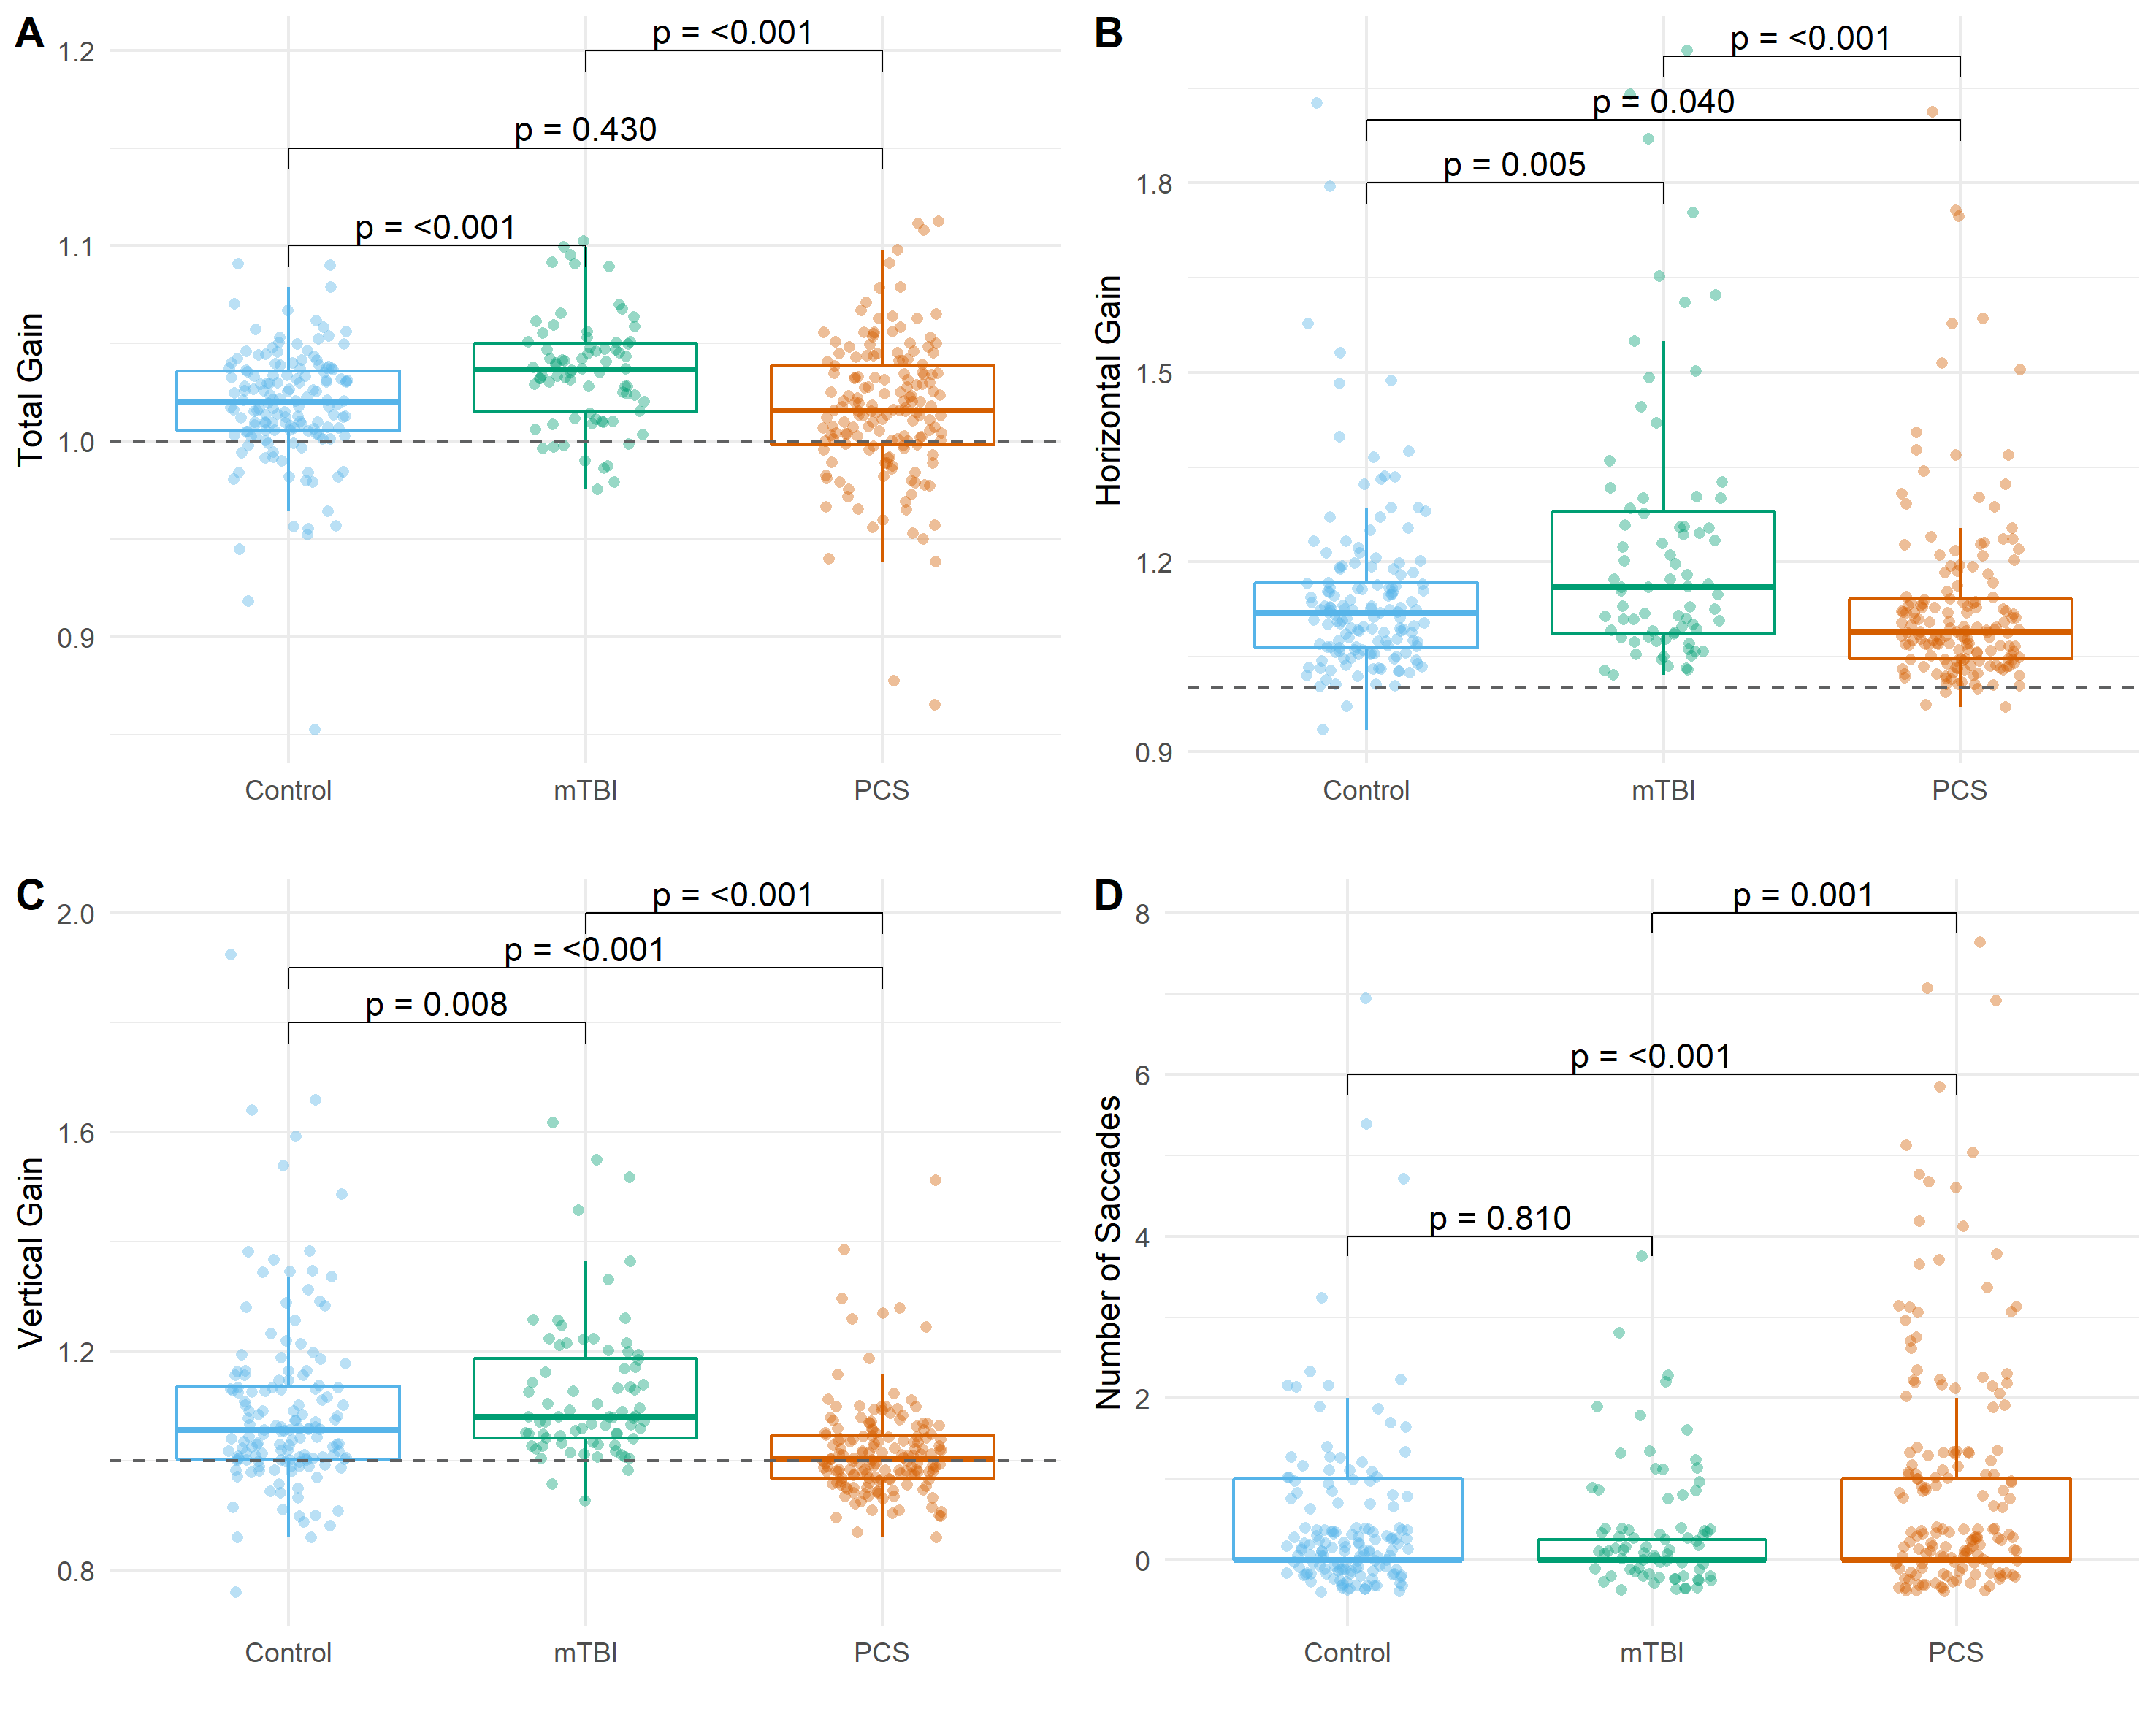 A
Total Gain
1.2
1.1
1.0
0.9
p = <0.001
p = 0.430
p = <0.001
Control mTBI PCS
B
Horizontal Gain
1.8
1.5
1.2
0.9
p = <0.001
p = 0.040
p = 0.005
Control mTBI PCS
C
Vertical Gain
2.0
1.6
1.2
0.8
p = <0.001
p = <0.001
p = 0.008
Control mTBI PCS
D
Number of Saccades
8
6
4
2
0
p = 0.001
p = <0.001
p = 0.810
Control mTBI PCS